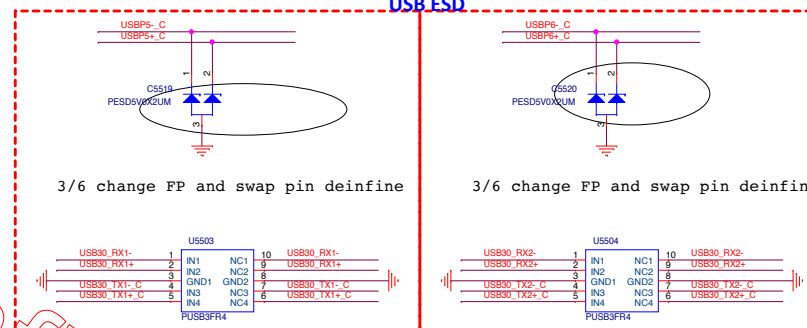 USB ESD
USBP5-_C
USBP5+_C
1
2
C5519
PESD5V0X2UM
3
3/6 change FP and swap pin deinfine
USBP6-_C
USBP6+_C
1
2
C5520
PESD5V0X2UM
3
3/6 change FP and swap pin deinfin
U5503
USB30_RX1- 1 IN1 NC1 10 USB30_RX1-
USB30_RX1+ 2 IN2 NC2 9 USB30_RX1+
3 GND1 GND2 8
USB30_TX1-_C 4 IN3 NC3 7 USB30_TX1-_C
USB30_TX1+_C 5 IN4 NC4 6 USB30_TX1+_C
PUSB3FR4
U5504
USB30_RX2- 1 IN1 NC1 10 USB30_RX2-
USB30_RX2+ 2 IN2 NC2 9 USB30_RX2+
3 GND1 GND2 8
USB30_TX2-_C 4 IN3 NC3 7 USB30_TX2-_C
USB30_TX2+_C 5 IN4 NC4 6 USB30_TX2+_C
PUSB3FR4